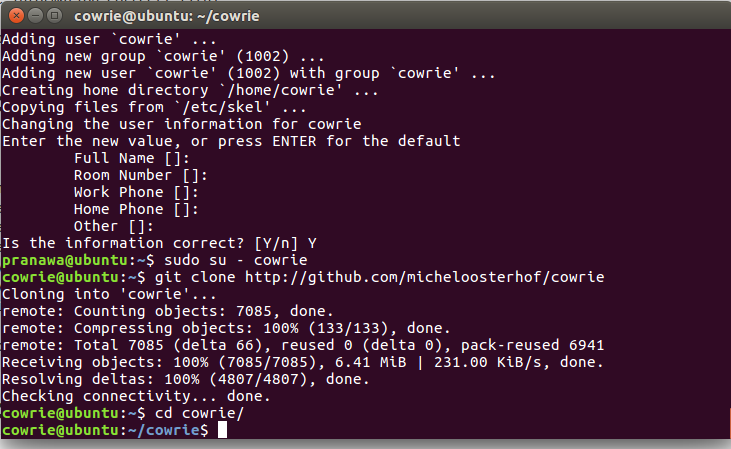 cowrie@ubuntu: ~/cowrie
Adding user `cowrie' ...
Adding new group `cowrie' (1002) ...
Adding new user `cowrie' (1002) with group `cowrie' ...
Creating home directory `/home/cowrie' ...
Copying files from `/etc/skel' ...
Changing the user information for cowrie
Enter the new value, or press ENTER for the default
        Full Name []:
        Room Number []:
        Work Phone []:
        Home Phone []:
        Other []:
Is the information correct? [Y/n] Y
pranawa@ubuntu:~$ sudo su - cowrie
cowrie@ubuntu:~$ git clone http://github.com/micheloosterhof/cowrie
Cloning into 'cowrie'...
remote: Counting objects: 7085, done.
remote: Compressing objects: 100% (133/133), done.
remote: Total 7085 (delta 66), reused 0 (delta 0), pack-reused 6941
Receiving objects: 100% (7085/7085), 6.41 MiB | 231.00 KiB/s, done.
Resolving deltas: 100% (4807/4807), done.
Checking connectivity... done.
cowrie@ubuntu:~$ cd cowrie/
cowrie@ubuntu:~/cowrie$